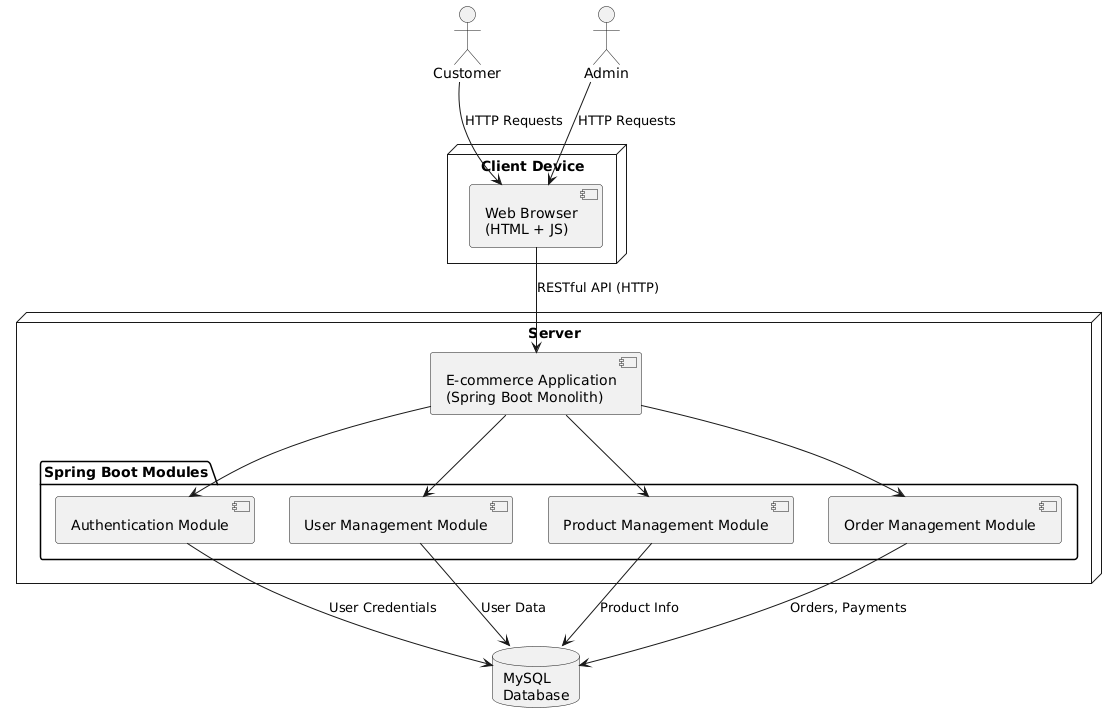 Customer
Admin
HTTP Requests
HTTP Requests
Client Device
Web Browser
(HTML + JS)
RESTful API (HTTP)
Server
E-commerce Application
(Spring Boot Monolith)
Spring Boot Modules
Authentication Module
User Management Module
Product Management Module
Order Management Module
User Credentials
User Data
Product Info
Orders, Payments
MySQL
Database